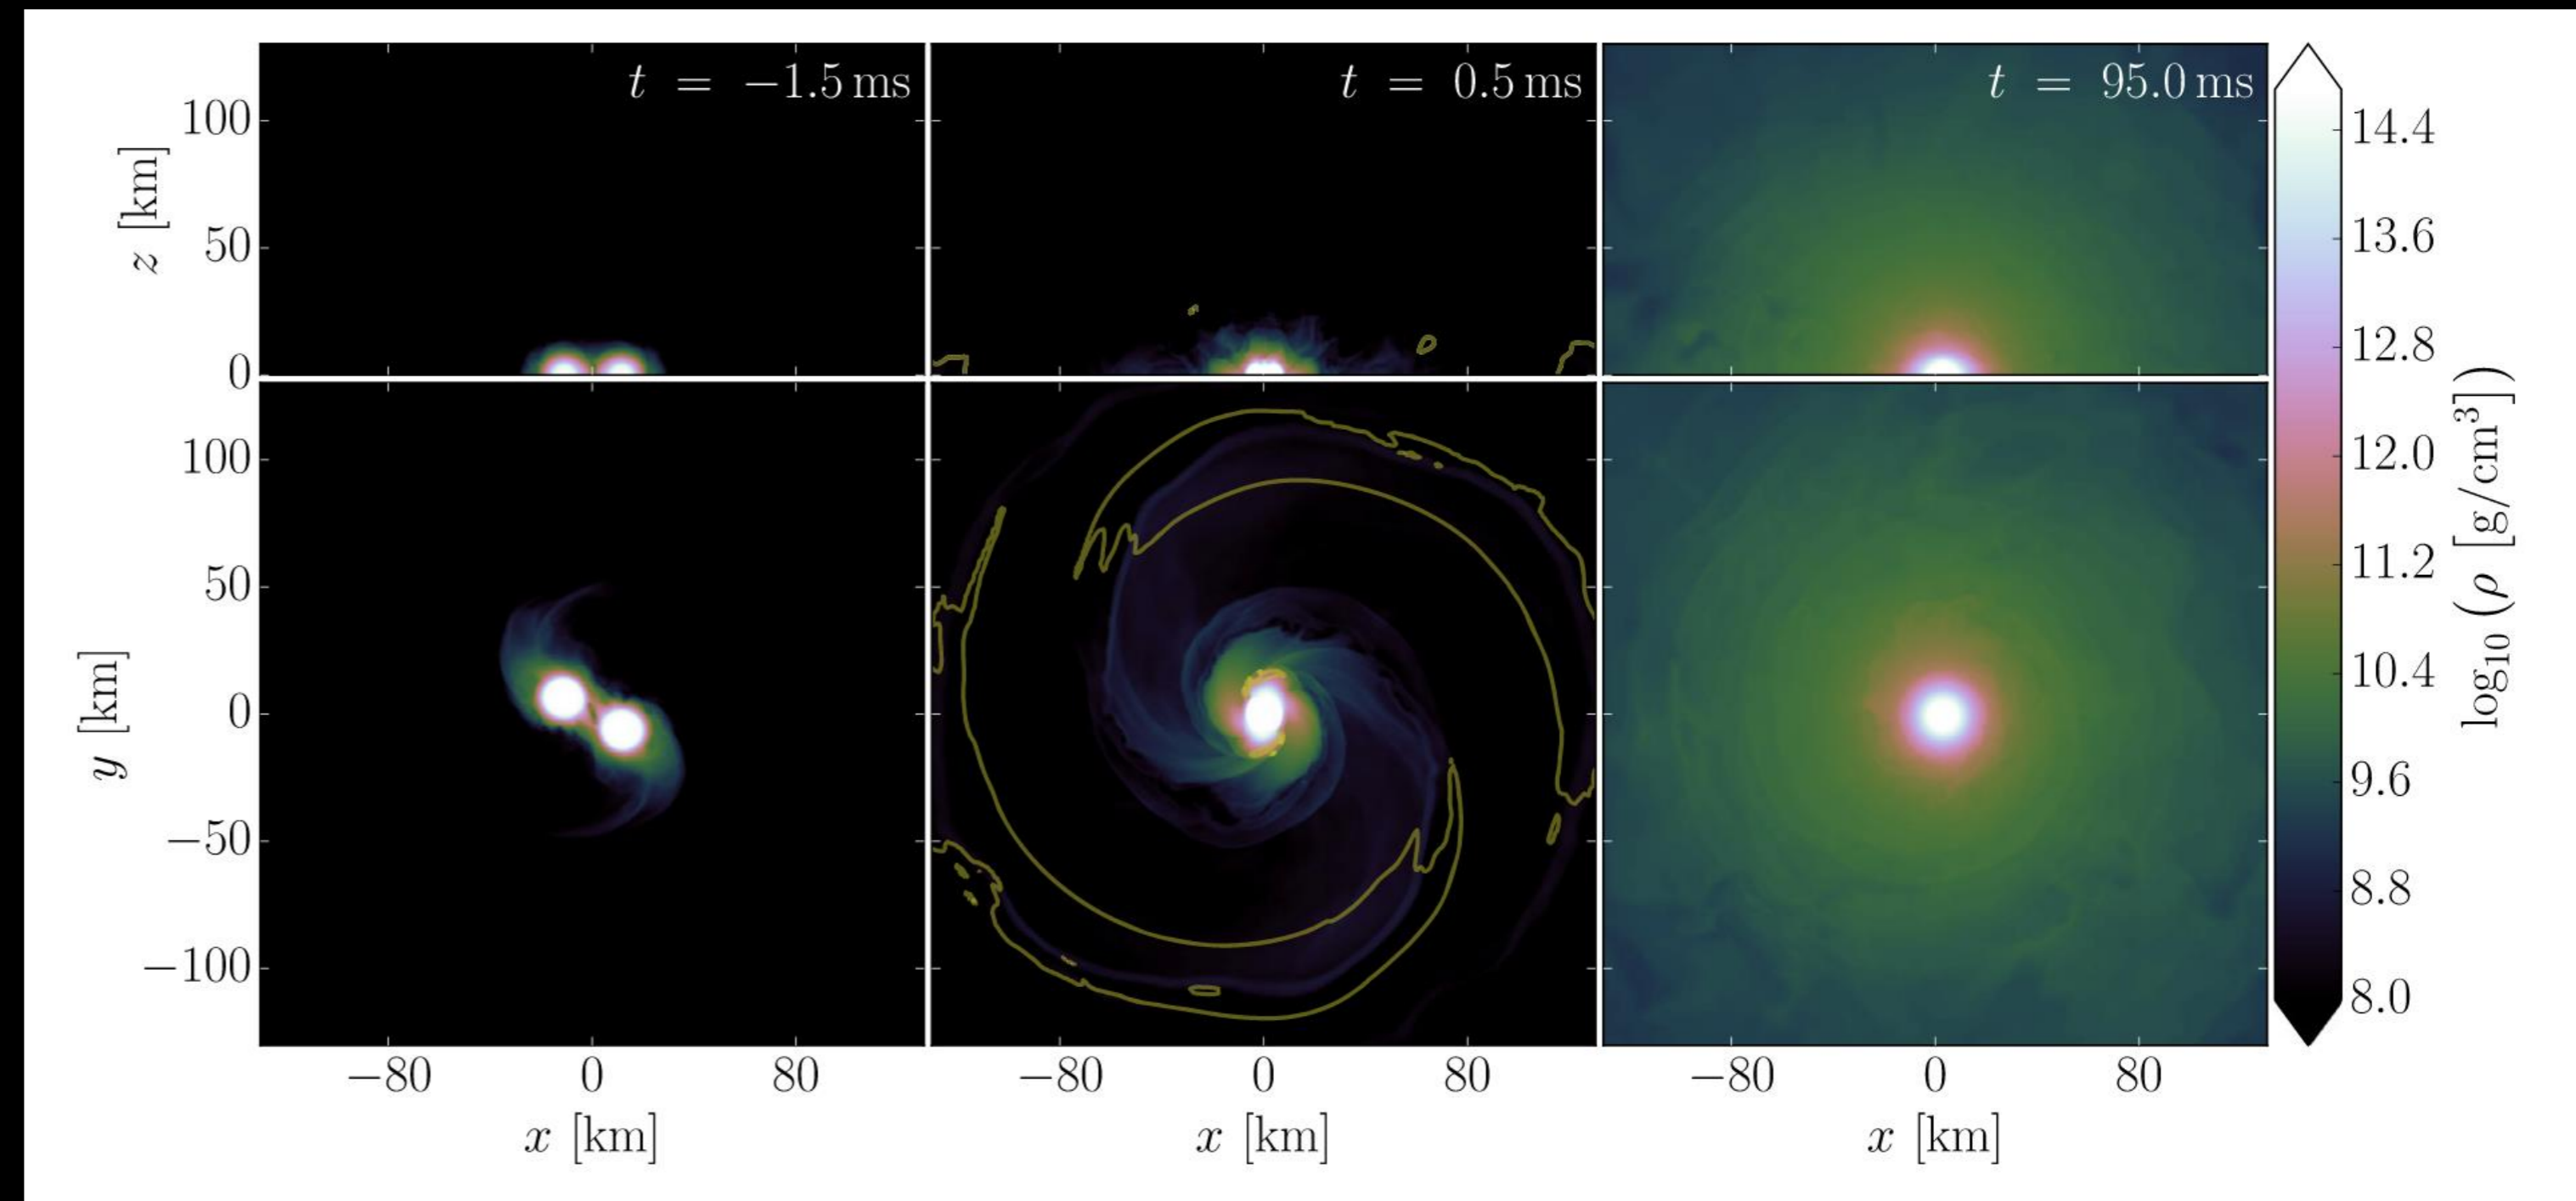 t = −1.5 ms
t = 0.5 ms
t = 95.0 ms
z [km]
100
50
0
y [km]
100
50
0
−50
−100
−80 0 80
−80 0 80
−80 0 80
x [km]
x [km]
x [km]
14.4
13.6
12.8
12.0
11.2
10.4
9.6
8.8
8.0
log₁₀ (ρ [g/cm³])